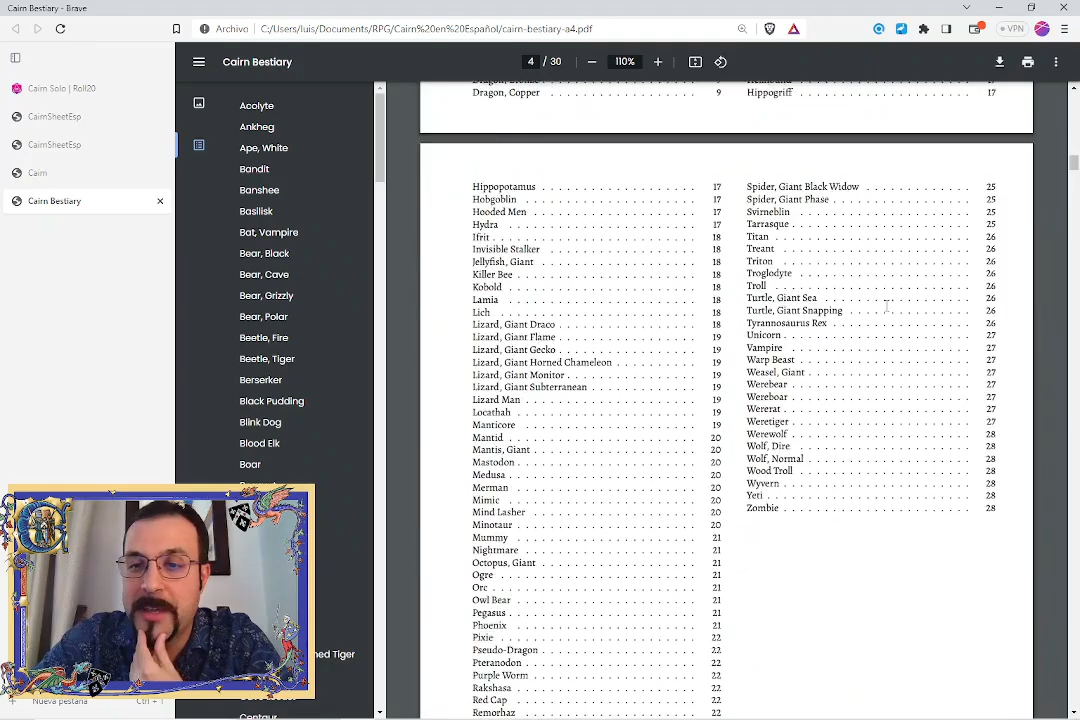 Cairn Bestiary - Brave
Archivo C:/Users/luis/Documents/RPG/Cairn%20en%20Español/cairn-bestiary-a4.pdf
VPN
Cairn Solo | Roll20
CairnSheetEsp
CairnSheetEsp
Cairn
Cairn Bestiary
Nueva pestaña Ctrl + T
Cairn Bestiary
4 / 30
110%
Acolyte
Ankheg
Ape, White
Bandit
Banshee
Basilisk
Bat, Vampire
Bear, Black
Bear, Cave
Bear, Grizzly
Bear, Polar
Beetle, Fire
Beetle, Tiger
Berserker
Black Pudding
Blink Dog
Blood Elk
Boar
Tiger
Centaur
Dragon, Copper 9
Hippogriff 17
Hippopotamus 17
Hobgoblin 17
Hooded Men 17
Hydra 17
Ifrit 18
Invisible Stalker 18
Jellyfish, Giant 18
Killer Bee 18
Kobold 18
Lamia 18
Lich 18
Lizard, Giant Draco 18
Lizard, Giant Flame 19
Lizard, Giant Gecko 19
Lizard, Giant Horned Chameleon 19
Lizard, Giant Monitor 19
Lizard, Giant Subterranean 19
Lizard Man 19
Locathah 19
Manticore 19
Mantid 20
Mantis, Giant 20
Mastodon 20
Medusa 20
Merman 20
Mimic 20
Mind Lasher 20
Minotaur 20
Mummy 21
Nightmare 21
Octopus, Giant 21
Ogre 21
Orc 21
Owl Bear 21
Pegasus 21
Phoenix 21
Pixie 22
Pseudo-Dragon 22
Pteranodon 22
Purple Worm 22
Rakshasa 22
Red Cap 22
Remorhaz 22
Spider, Giant Black Widow 25
Spider, Giant Phase 25
Svirneblin 25
Tarrasque 25
Titan 26
Treant 26
Triton 26
Troglodyte 26
Troll 26
Turtle, Giant Sea 26
Turtle, Giant Snapping 26
Tyrannosaurus Rex 26
Unicorn 27
Vampire 27
Warp Beast 27
Weasel, Giant 27
Werebear 27
Wereboar 27
Wererat 27
Weretiger 27
Werewolf 28
Wolf, Dire 28
Wolf, Normal 28
Wood Troll 28
Wyvern 28
Yeti 28
Zombie 28